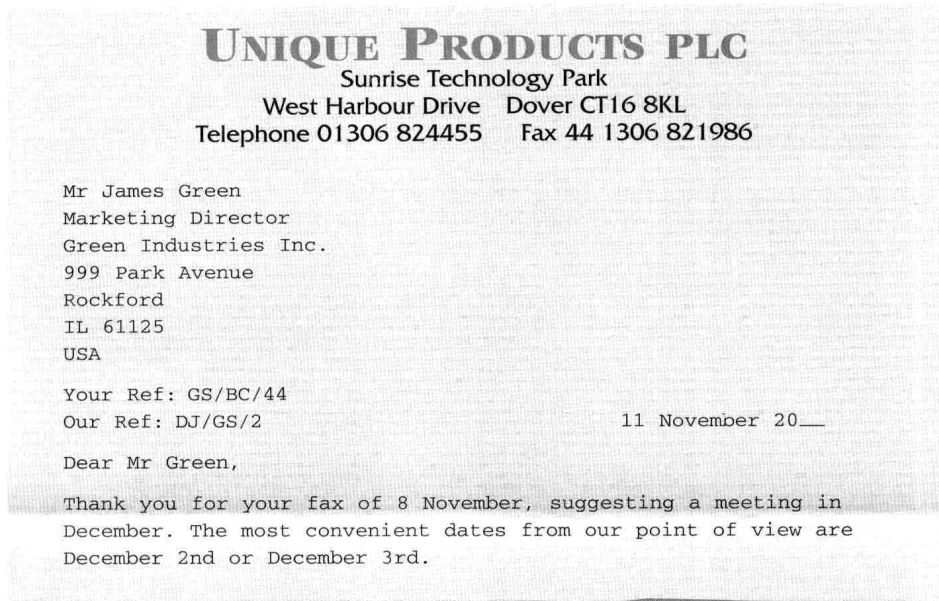 UNIQUE PRODUCTS PLC
Sunrise Technology Park
West Harbour Drive Dover CT16 8KL
Telephone 01306 824455 Fax 44 1306 821986
Mr James Green
Marketing Director
Green Industries Inc.
999 Park Avenue
Rockford
IL 61125
USA
Your Ref: GS/BC/44
Our Ref: DJ/GS/2 11 November 20__
Dear Mr Green,
Thank you for your fax of 8 November, suggesting a meeting in
December. The most convenient dates from our point of view are
December 2nd or December 3rd.